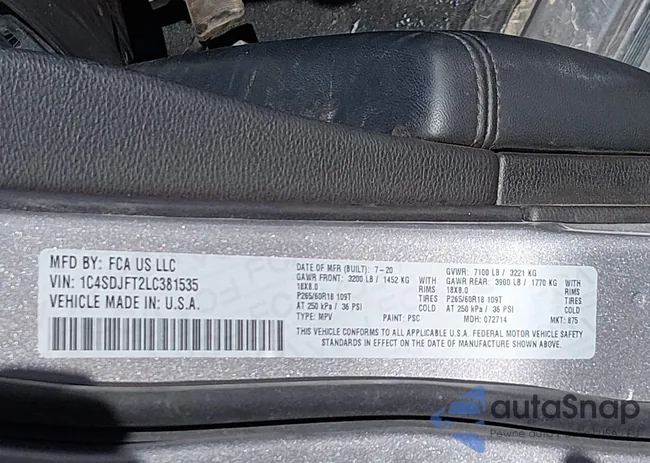 MFD BY: FCA US LLC
VIN: 1C4SDJFT2LC381535
VEHICLE MADE IN: U.S.A.
DATE OF MFR (BUILT): 7-20
GVWR: 7100 LB / 3221 KG
GAWR FRONT: 3200 LB / 1452 KG WITH
18X8.0 RIMS
P265/60R18 109T TIRES
AT 250 kPa / 36 PSI COLD
GAWR REAR: 3900 LB / 1770 KG WITH
18X8.0 RIMS
P265/60R18 109T TIRES
AT 250 kPa / 36 PSI COLD
TYPE: MPV PAINT: PSC MDH: 072714 MKT: 875
THIS VEHICLE CONFORMS TO ALL APPLICABLE U.S.A. FEDERAL MOTOR VEHICLE SAFETY
STANDARDS IN EFFECT ON THE DATE OF MANUFACTURE SHOWN ABOVE.
autaSnap